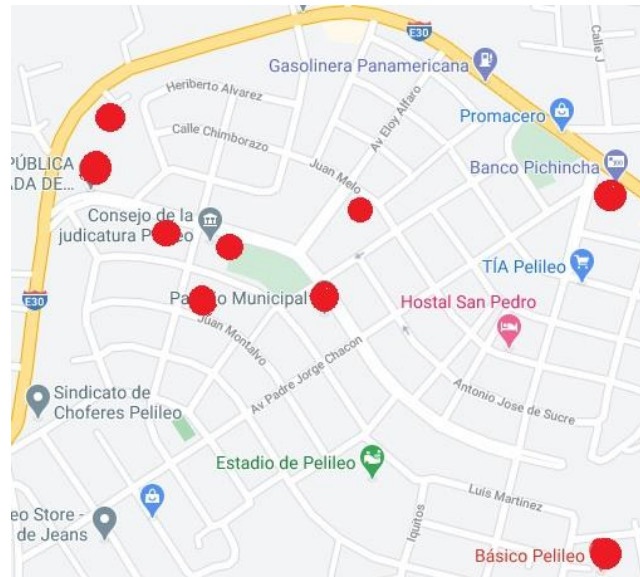 E30
Calle J
Gasolinera Panamericana
Heriberto Alvarez
Av Eloy Alfaro
Promacero
Calle Chimborazo
PÚBLICA
ADA DE...
Juan Melo
Banco Pichincha
Consejo de la
judicatura Pelileo
TÍA Pelileo
E30
Municipal
Hostal San Pedro
Juan Montalvo
Av Padre Jorge Chacon
Sindicato de
Choferes Pelileo
Antonio Jose de Sucre
Estadio de Pelileo
Luis Martinez
eo Store -
de Jeans
Iquitos
Básico Pelileo